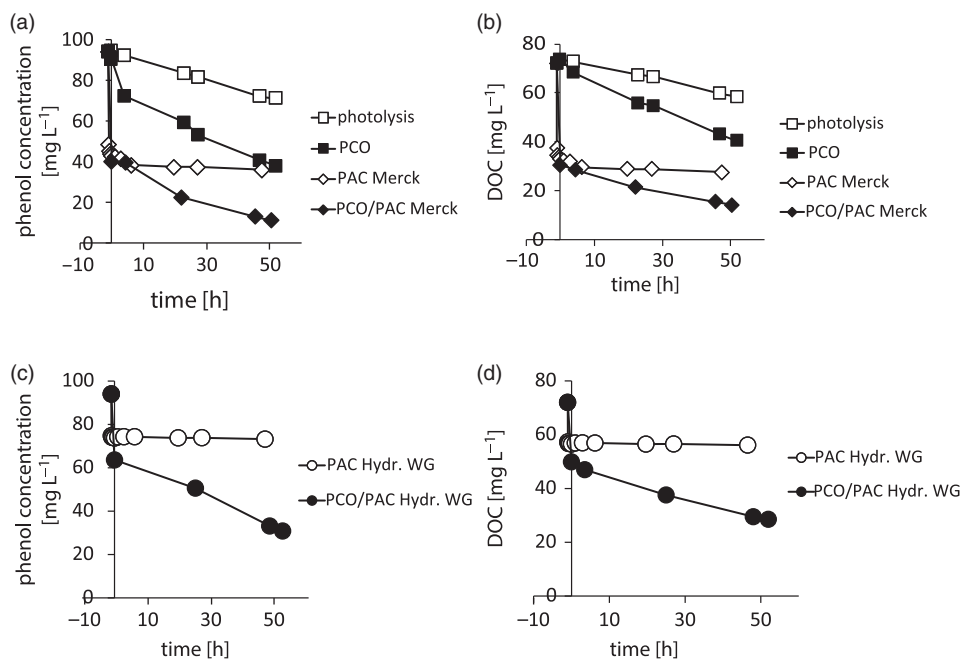 (a)
100
80
60
40
20
0
−10
10
30
50
phenol concentration
[mg L−1]
time [h]
photolysis
PCO
PAC Merck
PCO/PAC Merck
(b)
80
60
40
20
0
−10
10
30
50
DOC [mg L−1]
time [h]
photolysis
PCO
PAC Merck
PCO/PAC Merck
(c)
100
80
60
40
20
0
−10
10
30
50
phenol concentration
[mg L−1]
time [h]
PAC Hydr. WG
PCO/PAC Hydr. WG
(d)
80
60
40
20
0
−10
10
30
50
DOC [mg L−1]
time [h]
PAC Hydr. WG
PCO/PAC Hydr. WG